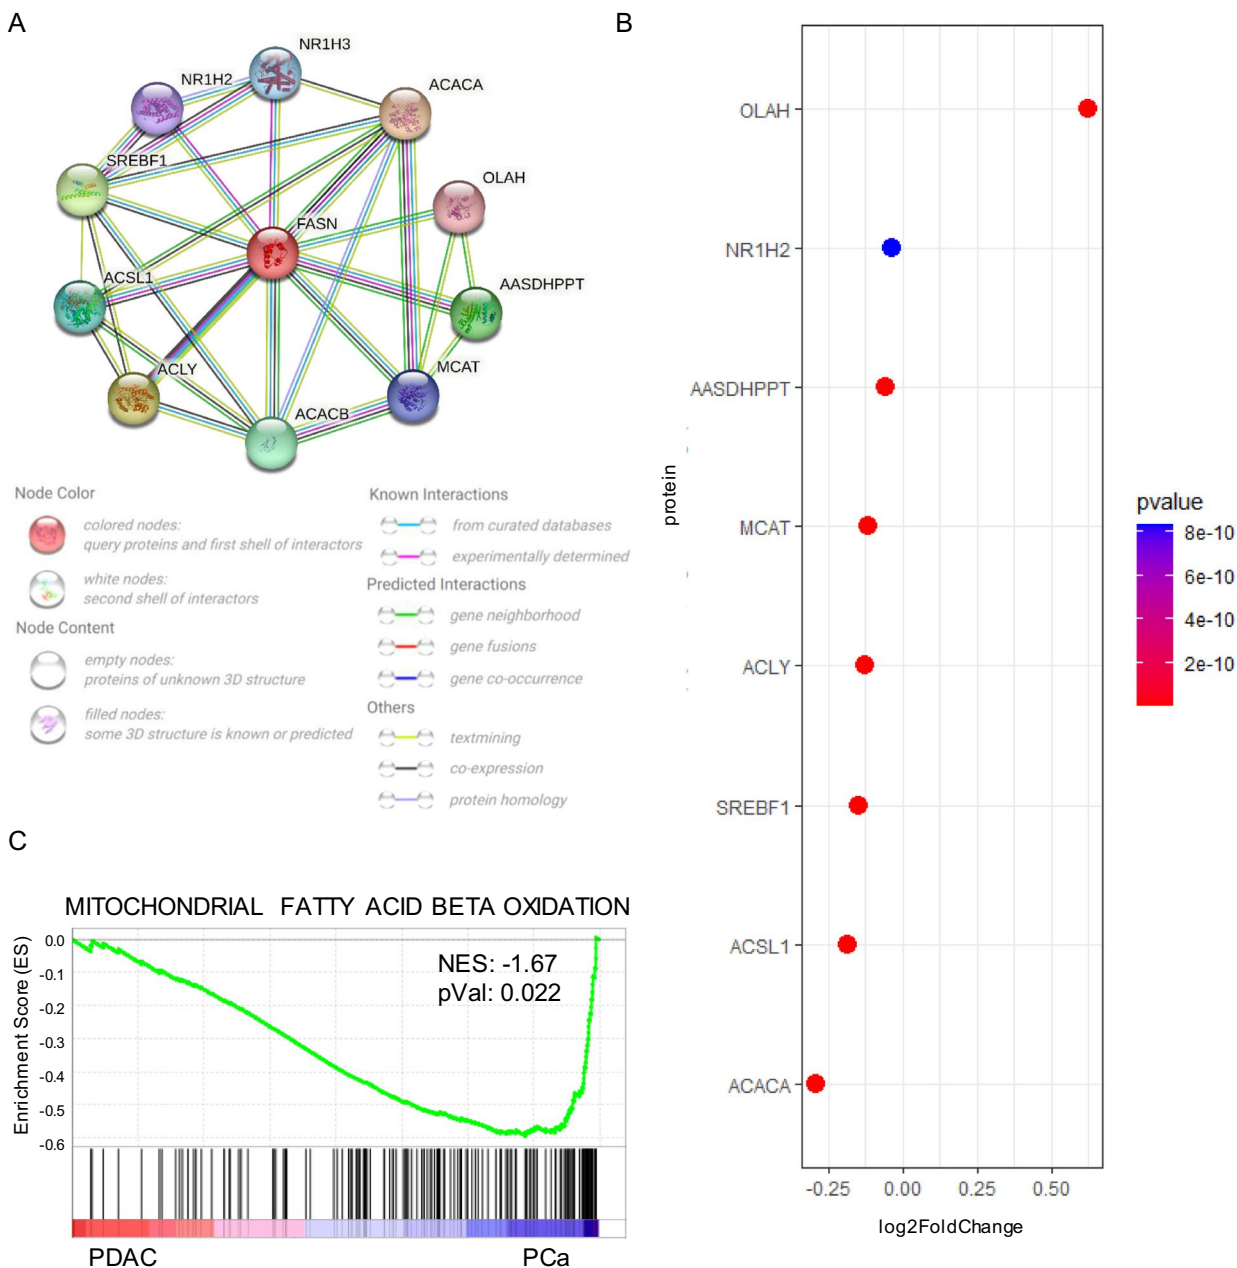 A
NR1H3
NR1H2
ACACA
SREBF1
OLAH
FASN
ACSL1
AASDHPPT
ACLY
MCAT
ACACB
Node Color
colored nodes:
query proteins and first shell of interactors
white nodes:
second shell of interactors
Node Content
empty nodes:
proteins of unknown 3D structure
filled nodes:
some 3D structure is known or predicted
Known Interactions
from curated databases
experimentally determined
Predicted Interactions
gene neighborhood
gene fusions
gene co-occurrence
Others
textmining
co-expression
protein homology
B
OLAH
NR1H2
AASDHPPT
MCAT
ACLY
SREBF1
ACSL1
ACACA
protein
-0.25 0.00 0.25 0.50
log2FoldChange
pvalue
8e-10
6e-10
4e-10
2e-10
C
MITOCHONDRIAL FATTY ACID BETA OXIDATION
NES: -1.67
pVal: 0.022
Enrichment Score (ES)
0.0
-0.1
-0.2
-0.3
-0.4
-0.5
-0.6
PDAC PCa